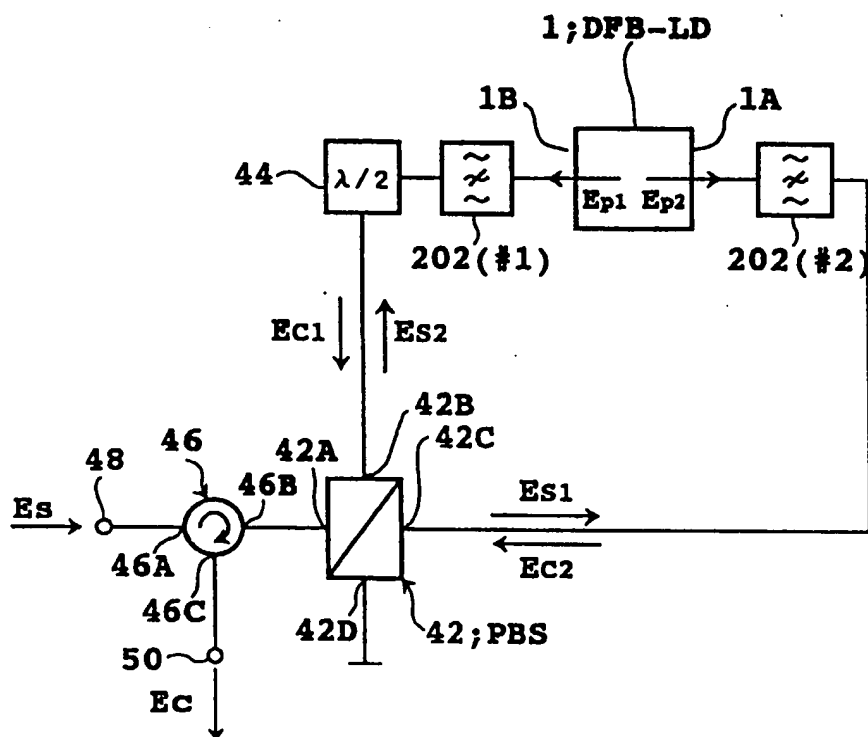 1;DFB-LD
1B
1A
44
λ/2
Ep1 Ep2
202(#1)
202(#2)
Ec1
Es2
42B
42C
48
46
46B
42A
Es
Es1
Ec2
46A
46C
42D
42;PBS
50
Ec